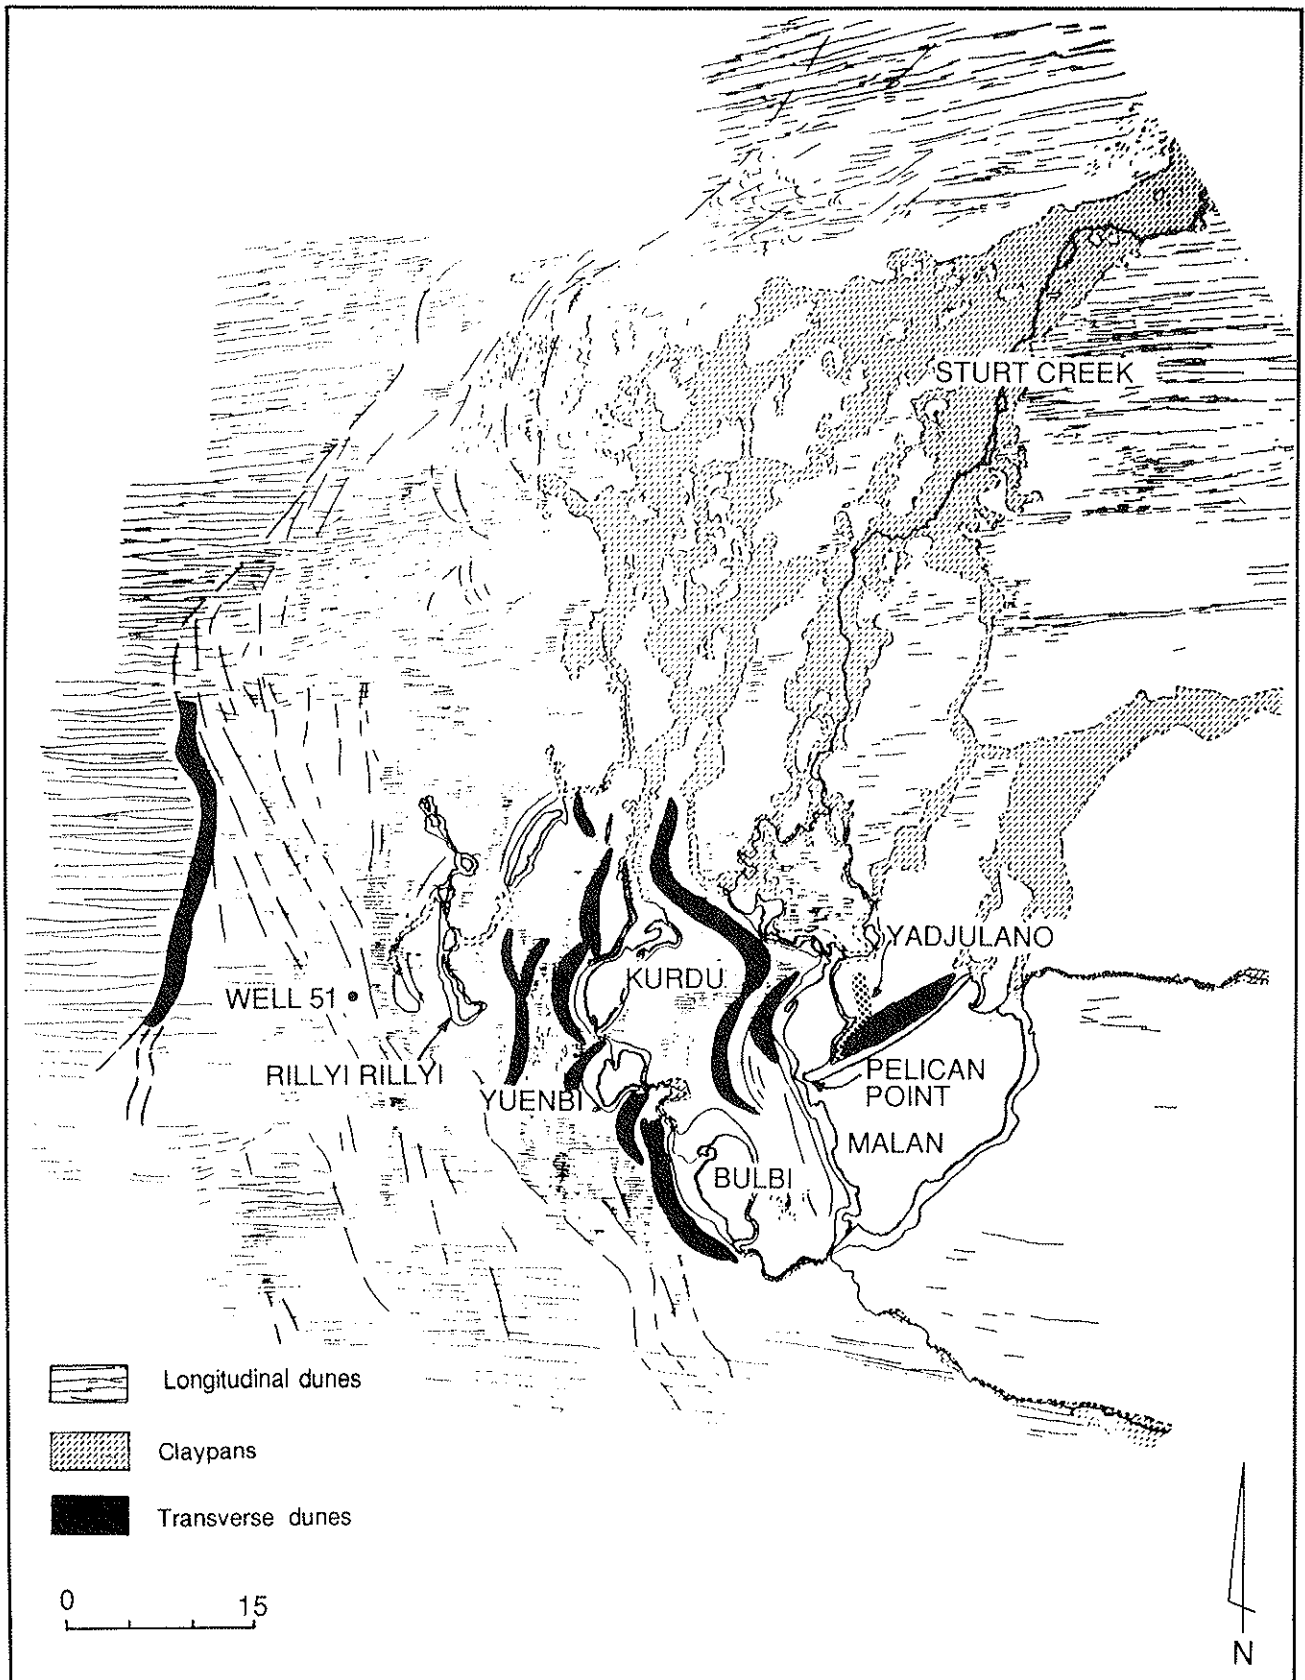 STURT CREEK
YADJULANO
KURDU
WELL 51
PELICAN
POINT
RILLYI RILLYI
YUENBI
MALAN
BULBI
Longitudinal dunes
Claypans
Transverse dunes
0 15
N